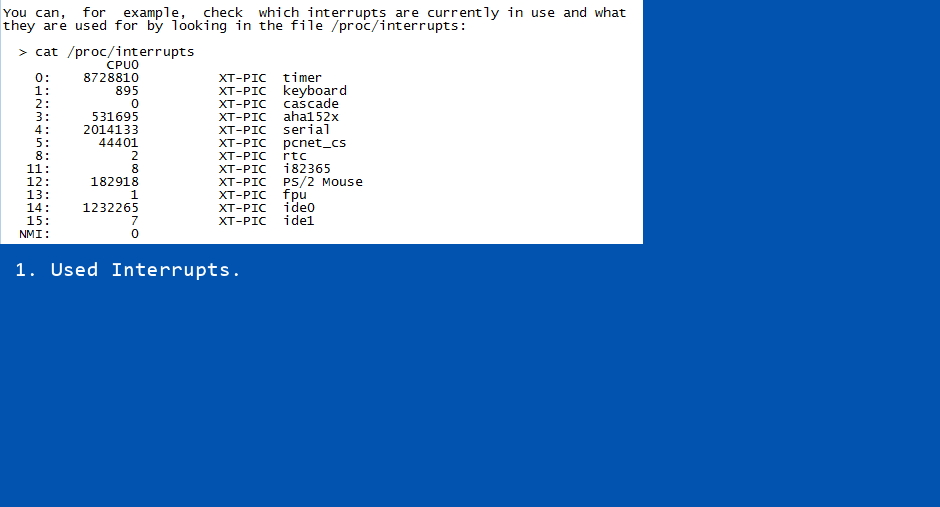 You can,  for  example,  check  which interrupts are currently in use and what
they are used for by looking in the file /proc/interrupts:
  > cat /proc/interrupts
             CPU0
    0:    8728810          XT-PIC  timer
    1:        895          XT-PIC  keyboard
    2:          0          XT-PIC  cascade
    3:     531695          XT-PIC  aha152x
    4:    2014133          XT-PIC  serial
    5:      44401          XT-PIC  pcnet_cs
    8:          2          XT-PIC  rtc
   11:          8          XT-PIC  i82365
   12:     182918          XT-PIC  PS/2 Mouse
   13:          1          XT-PIC  fpu
   14:    1232265          XT-PIC  ide0
   15:          7          XT-PIC  ide1
  NMI:          0
1. Used Interrupts.